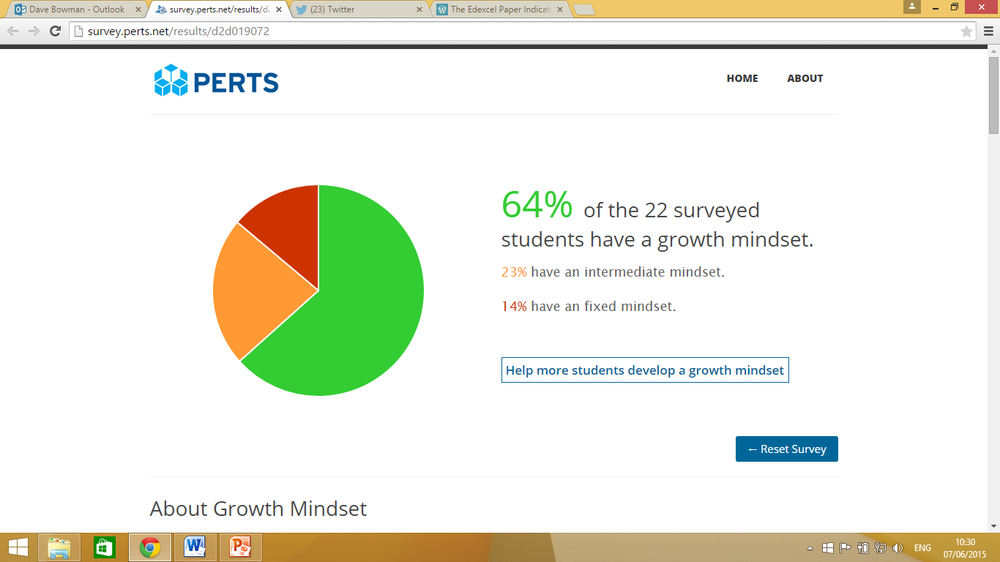 Dave Bowman - Outlook
survey.perts.net/results/d2
(23) Twitter
The Edexcel Paper Indicat
survey.perts.net/results/d2d019072
PERTS
HOME
ABOUT
64% of the 22 surveyed
students have a growth mindset.
23% have an intermediate mindset.
14% have an fixed mindset.
Help more students develop a growth mindset
← Reset Survey
About Growth Mindset
ENG
10:30
07/06/2015